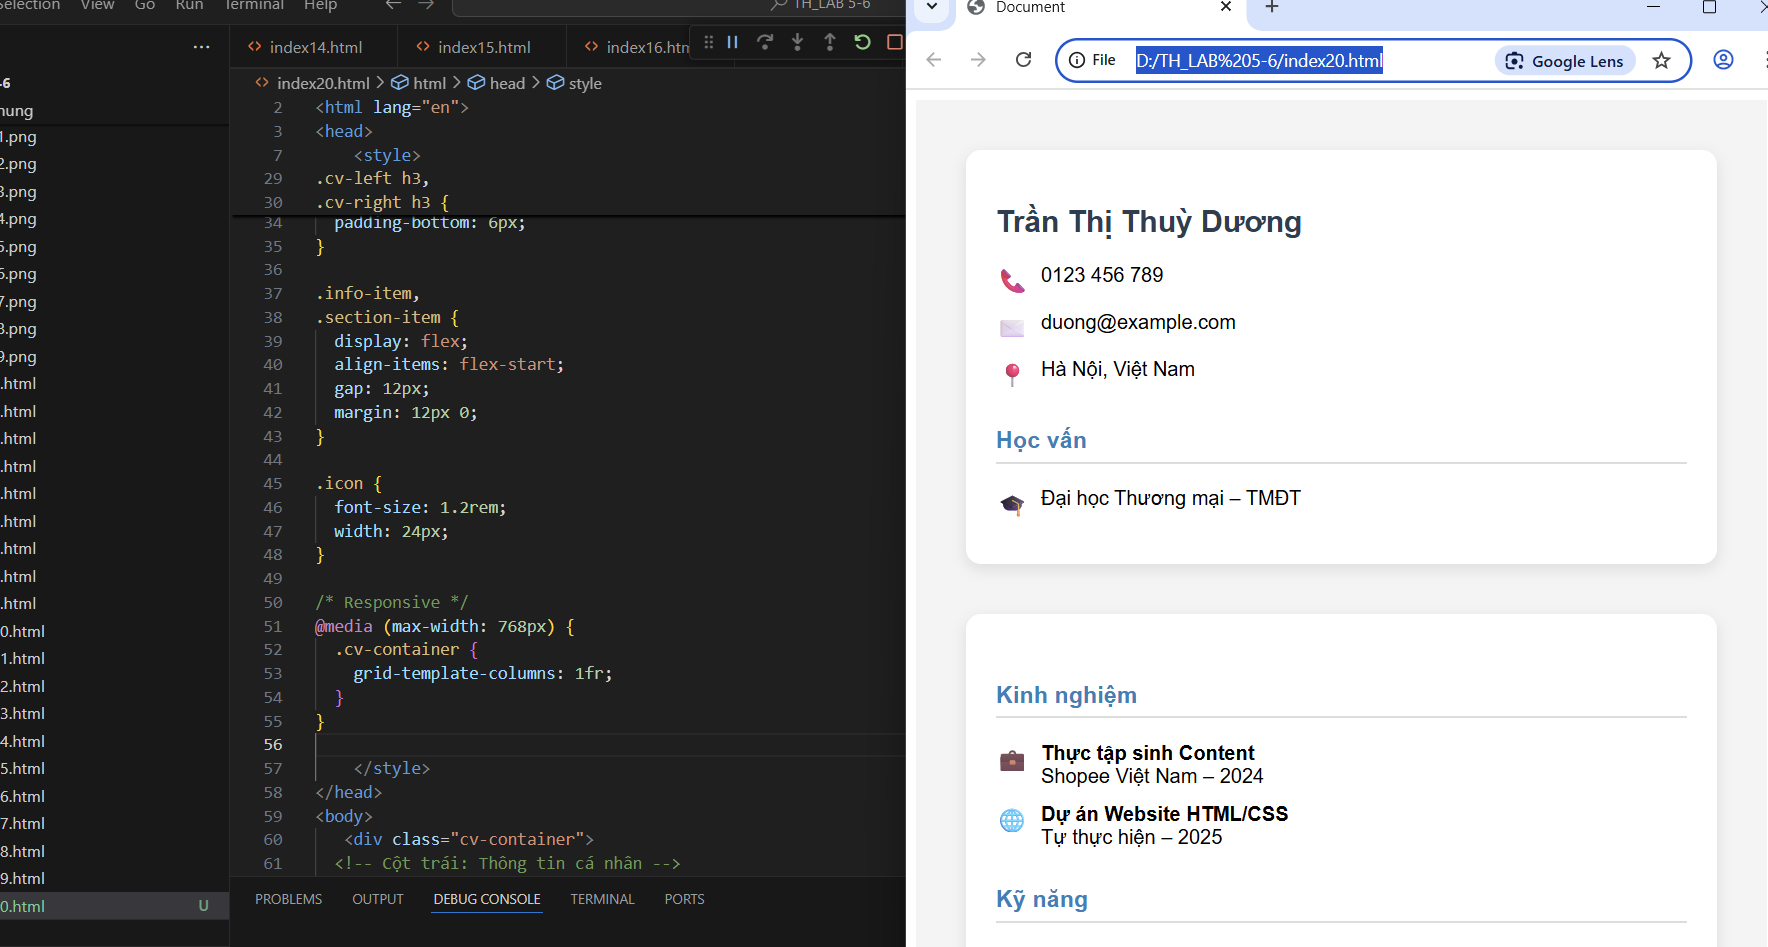 Selection View Go Run Terminal Help
TH_LAB 5-6
index14.html
index15.html
index16.htm
-6
index20.html > html > head > style
hung
1.png
2.png
3.png
4.png
5.png
6.png
7.png
8.png
9.png
.html
.html
.html
.html
.html
.html
.html
.html
.html
0.html
1.html
2.html
3.html
4.html
5.html
6.html
7.html
8.html
9.html
0.html U
2 <html lang="en">
3 <head>
7 <style>
29 .cv-left h3,
30 .cv-right h3 {
34 padding-bottom: 6px;
35 }
36
37 .info-item,
38 .section-item {
39 display: flex;
40 align-items: flex-start;
41 gap: 12px;
42 margin: 12px 0;
43 }
44
45 .icon {
46 font-size: 1.2rem;
47 width: 24px;
48 }
49
50 /* Responsive */
51 @media (max-width: 768px) {
52 .cv-container {
53 grid-template-columns: 1fr;
54 }
55 }
56
57 </style>
58 </head>
59 <body>
60 <div class="cv-container">
61 <!-- Cột trái: Thông tin cá nhân -->
PROBLEMS OUTPUT DEBUG CONSOLE TERMINAL PORTS
Document
File D:/TH_LAB%205-6/index20.html Google Lens
Trần Thị Thuỳ Dương
0123 456 789
duong@example.com
Hà Nội, Việt Nam
Học vấn
Đại học Thương mại – TMĐT
Kinh nghiệm
Thực tập sinh Content
Shopee Việt Nam – 2024
Dự án Website HTML/CSS
Tự thực hiện – 2025
Kỹ năng